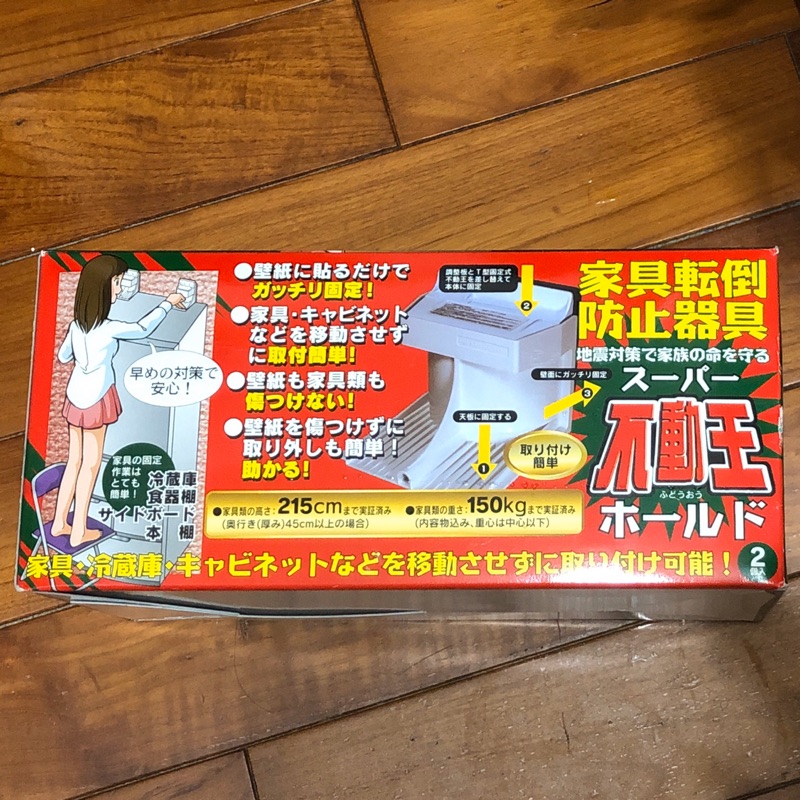 ●壁紙に貼るだけで
ガッチリ固定！
●家具・キャビネット
などを移動させず
に取付簡単！
●壁紙も家具類も
傷つけない！
●壁紙を傷つけずに
取り外しも簡単！
助かる！
早めの対策で
安心！
家具の固定
作業は
とても
簡単！
冷蔵庫
食器棚
サイドボード
本棚
調整板とT型固定式
不動王を差し替えて
本体に固定
2
壁面にガッチリ固定
3
天板に固定する
1
取り付け
簡単
家具転倒
防止器具
地震対策で家族の命を守る
スーパー
不動王
ふどうおう
ホールド
●家具類の高さ：215cmまで実証済み
(奥行き(厚み)45cm以上の場合)
●家具類の重さ：150kgまで実証済み
(内容物込み、重心は中心以下)
家具・冷蔵庫・キャビネットなどを移動させずに取り付け可能！
2
個入